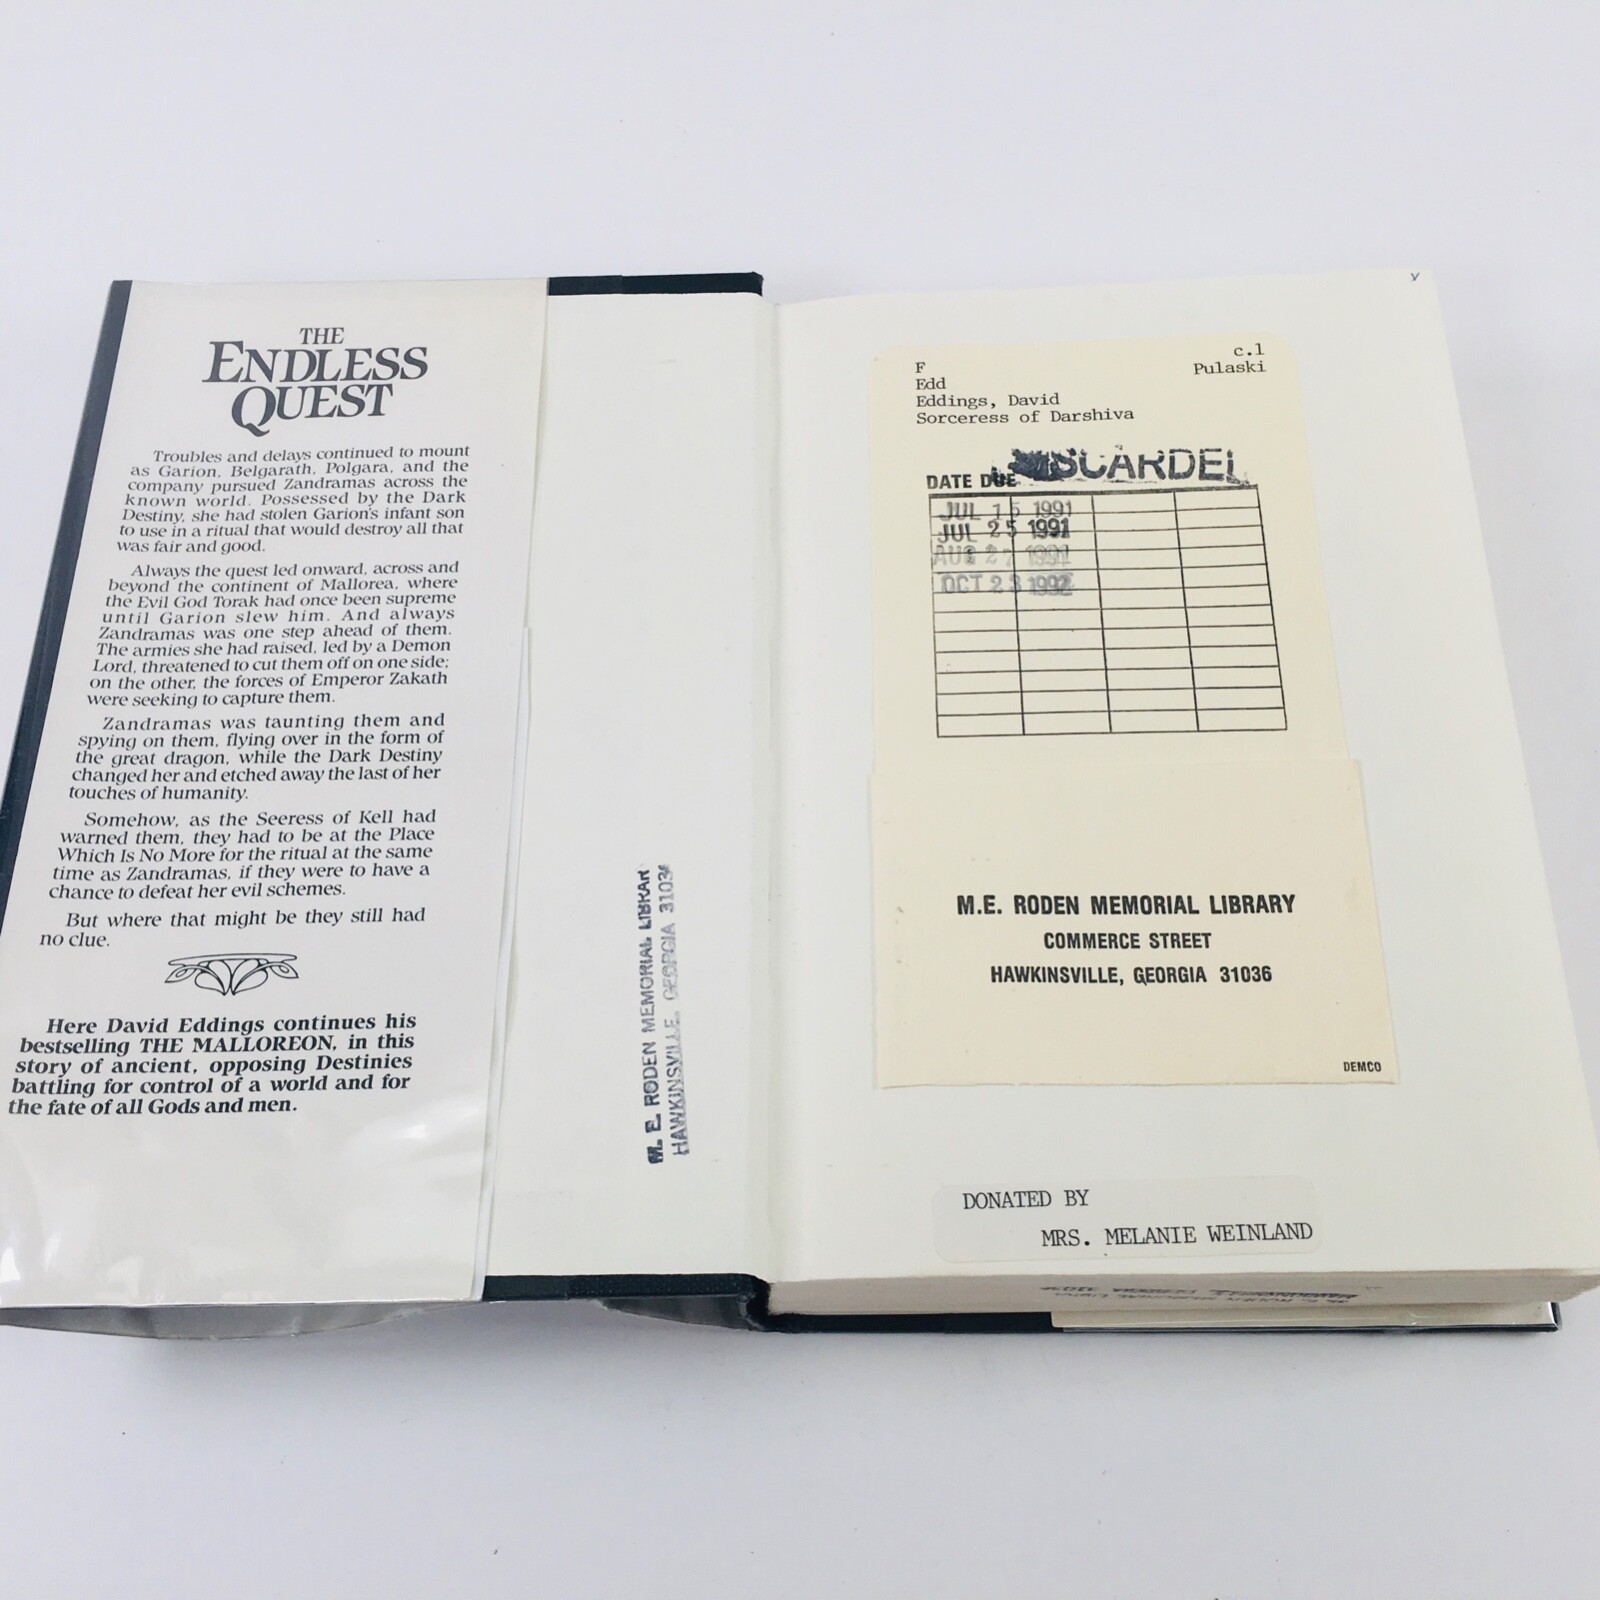 THE
ENDLESS
QUEST
Troubles and delays continued to mount
as Garion, Belgarath, Polgara, and the
company pursued Zandramas across the
known world. Possessed by the Dark
Destiny, she had stolen Garion's infant son
to use in a ritual that would destroy all that
was fair and good.
Always the quest led onward, across and
beyond the continent of Mallorea, where
the Evil God Torak had once been supreme
until Garion slew him. And always
Zandramas was one step ahead of them.
The armies she had raised, led by a Demon
Lord, threatened to cut them off on one side;
on the other, the forces of Emperor Zakath
were seeking to capture them.
Zandramas was taunting them and
spying on them, flying over in the form of
the great dragon, while the Dark Destiny
changed her and etched away the last of her
touches of humanity.
Somehow, as the Seeress of Kell had
warned them, they had to be at the Place
Which Is No More for the ritual at the same
time as Zandramas, if they were to have a
chance to defeat her evil schemes.
But where that might be they still had
no clue.
Here David Eddings continues his
bestselling THE MALLOREON, in this
story of ancient, opposing Destinies
battling for control of a world and for
the fate of all Gods and men.
M. E. RODEN MEMORIAL LIBRAR
HAWKINSVILLE, GEORGIA 3103
c.1
F Pulaski
Edd
Eddings, David
Sorceress of Darshiva
DATE DUE
JUL 15 1991
JUL 25 1991
AUG 27 1991
OCT 23 1992
M.E. RODEN MEMORIAL LIBRARY
COMMERCE STREET
HAWKINSVILLE, GEORGIA 31036
DEMCO
DONATED BY
MRS. MELANIE WEINLAND